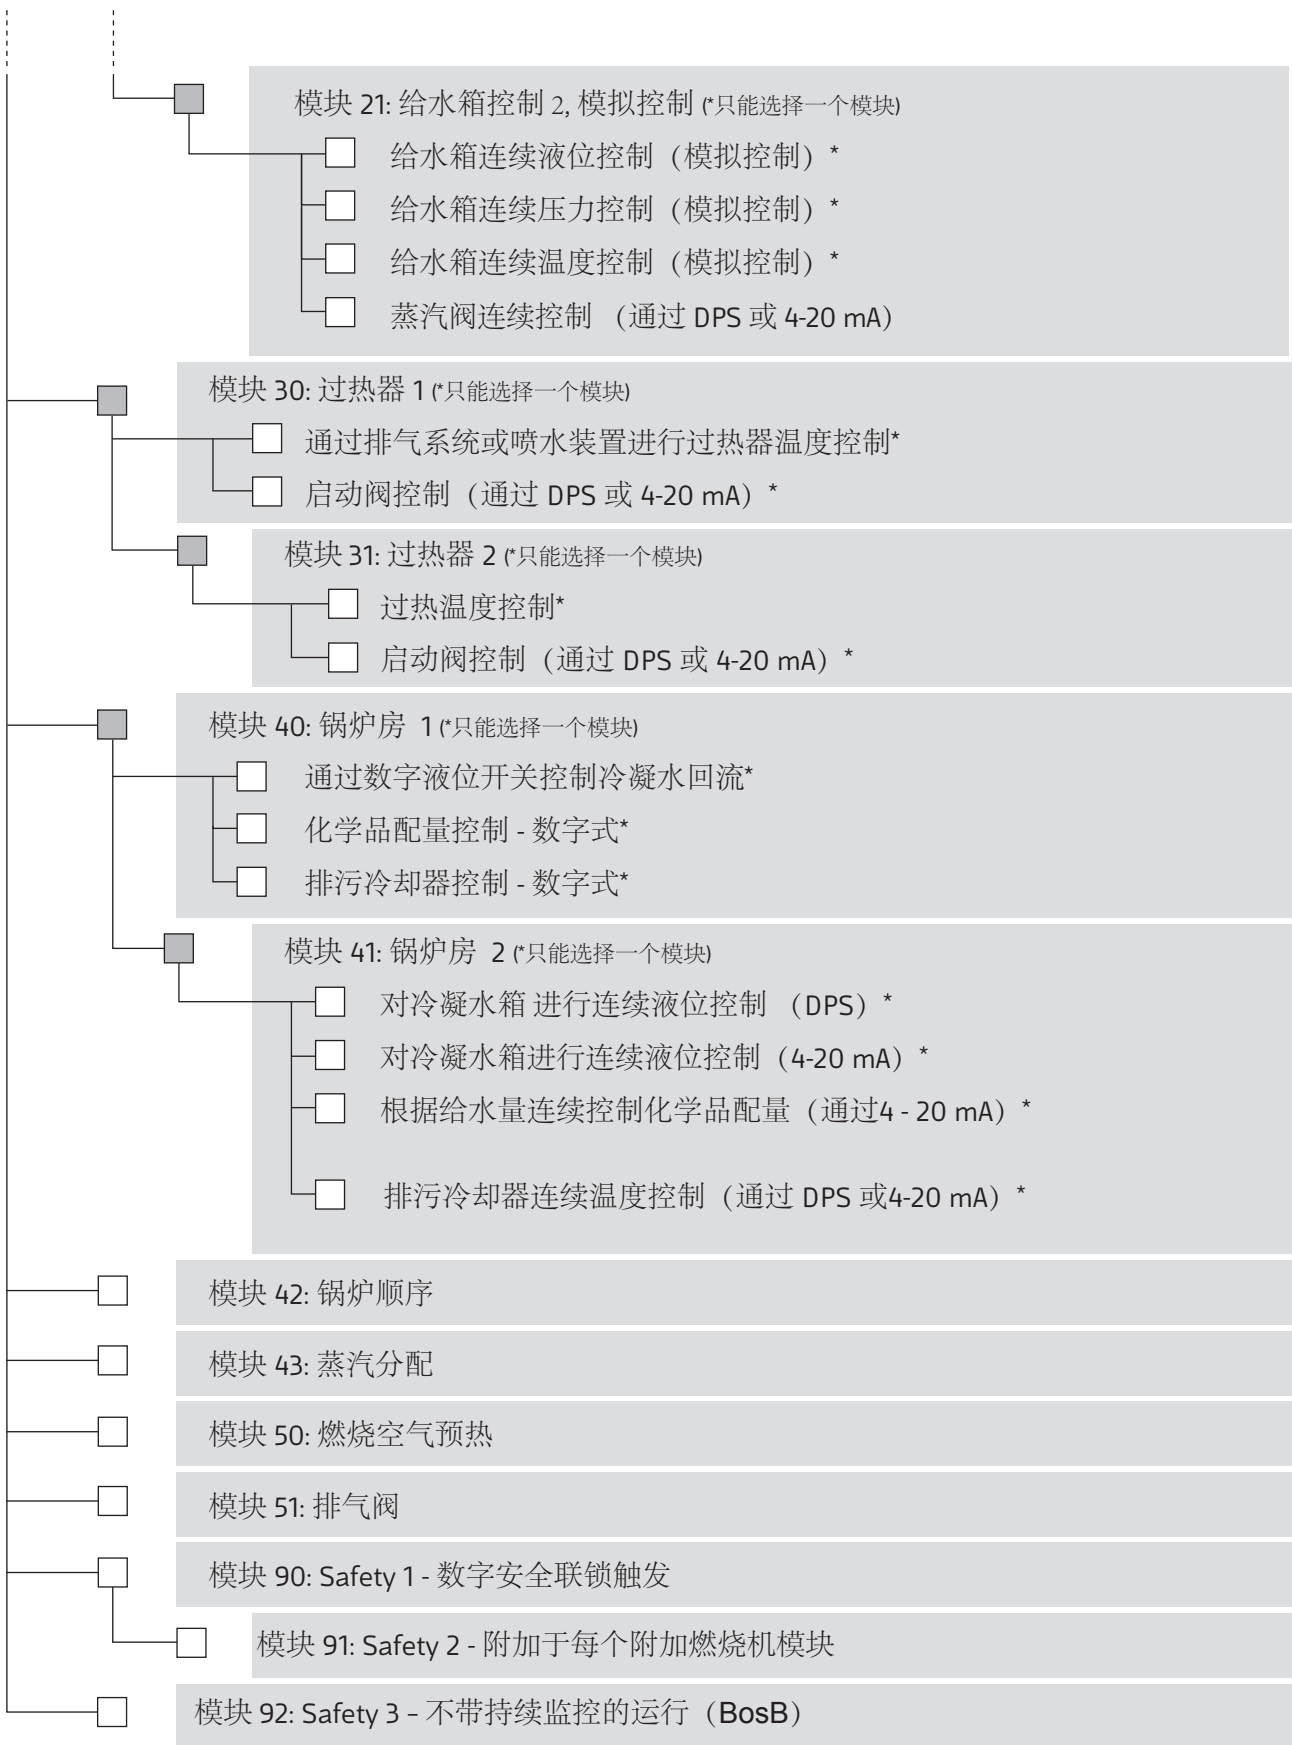 模块 21: 给水箱控制 2, 模拟控制 (*只能选择一个模块)
给水箱连续液位控制（模拟控制）*
给水箱连续压力控制（模拟控制）*
给水箱连续温度控制（模拟控制）*
蒸汽阀连续控制 （通过 DPS 或 4-20 mA）
模块 30: 过热器 1 (*只能选择一个模块)
通过排气系统或喷水装置进行过热器温度控制*
启动阀控制（通过 DPS 或 4-20 mA）*
模块 31: 过热器 2 (*只能选择一个模块)
过热温度控制*
启动阀控制（通过 DPS 或 4-20 mA）*
模块 40: 锅炉房 1 (*只能选择一个模块)
通过数字液位开关控制冷凝水回流*
化学品配量控制 - 数字式*
排污冷却器控制 - 数字式*
模块 41: 锅炉房 2 (*只能选择一个模块)
对冷凝水箱 进行连续液位控制 （DPS）*
对冷凝水箱进行连续液位控制（4-20 mA）*
根据给水量连续控制化学品配量（通过4 - 20 mA）*
排污冷却器连续温度控制（通过 DPS 或4-20 mA）*
模块 42: 锅炉顺序
模块 43: 蒸汽分配
模块 50: 燃烧空气预热
模块 51: 排气阀
模块 90: Safety 1 - 数字安全联锁触发
模块 91: Safety 2 - 附加于每个附加燃烧机模块
模块 92: Safety 3 – 不带持续监控的运行（BosB）